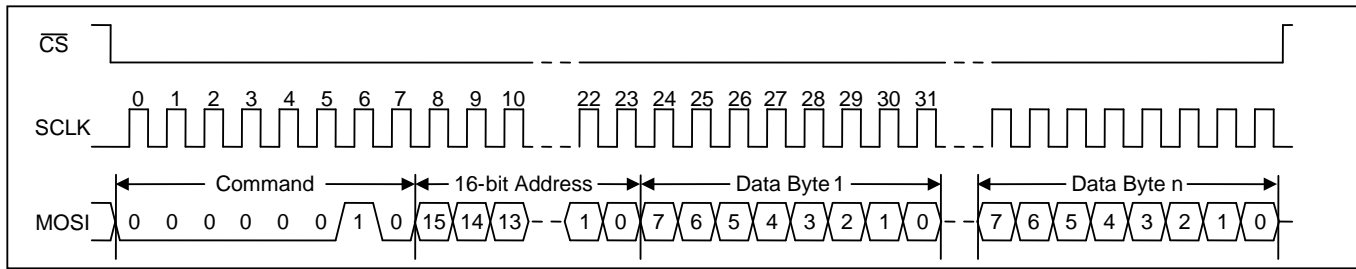 CS
0 1 2 3 4 5 6 7 8 9 10 22 23 24 25 26 27 28 29 30 31
SCLK
Command 16-bit Address Data Byte 1 Data Byte n
MOSI 0 0 0 0 0 0 1 0 15 14 13 1 0 7 6 5 4 3 2 1 0 7 6 5 4 3 2 1 0